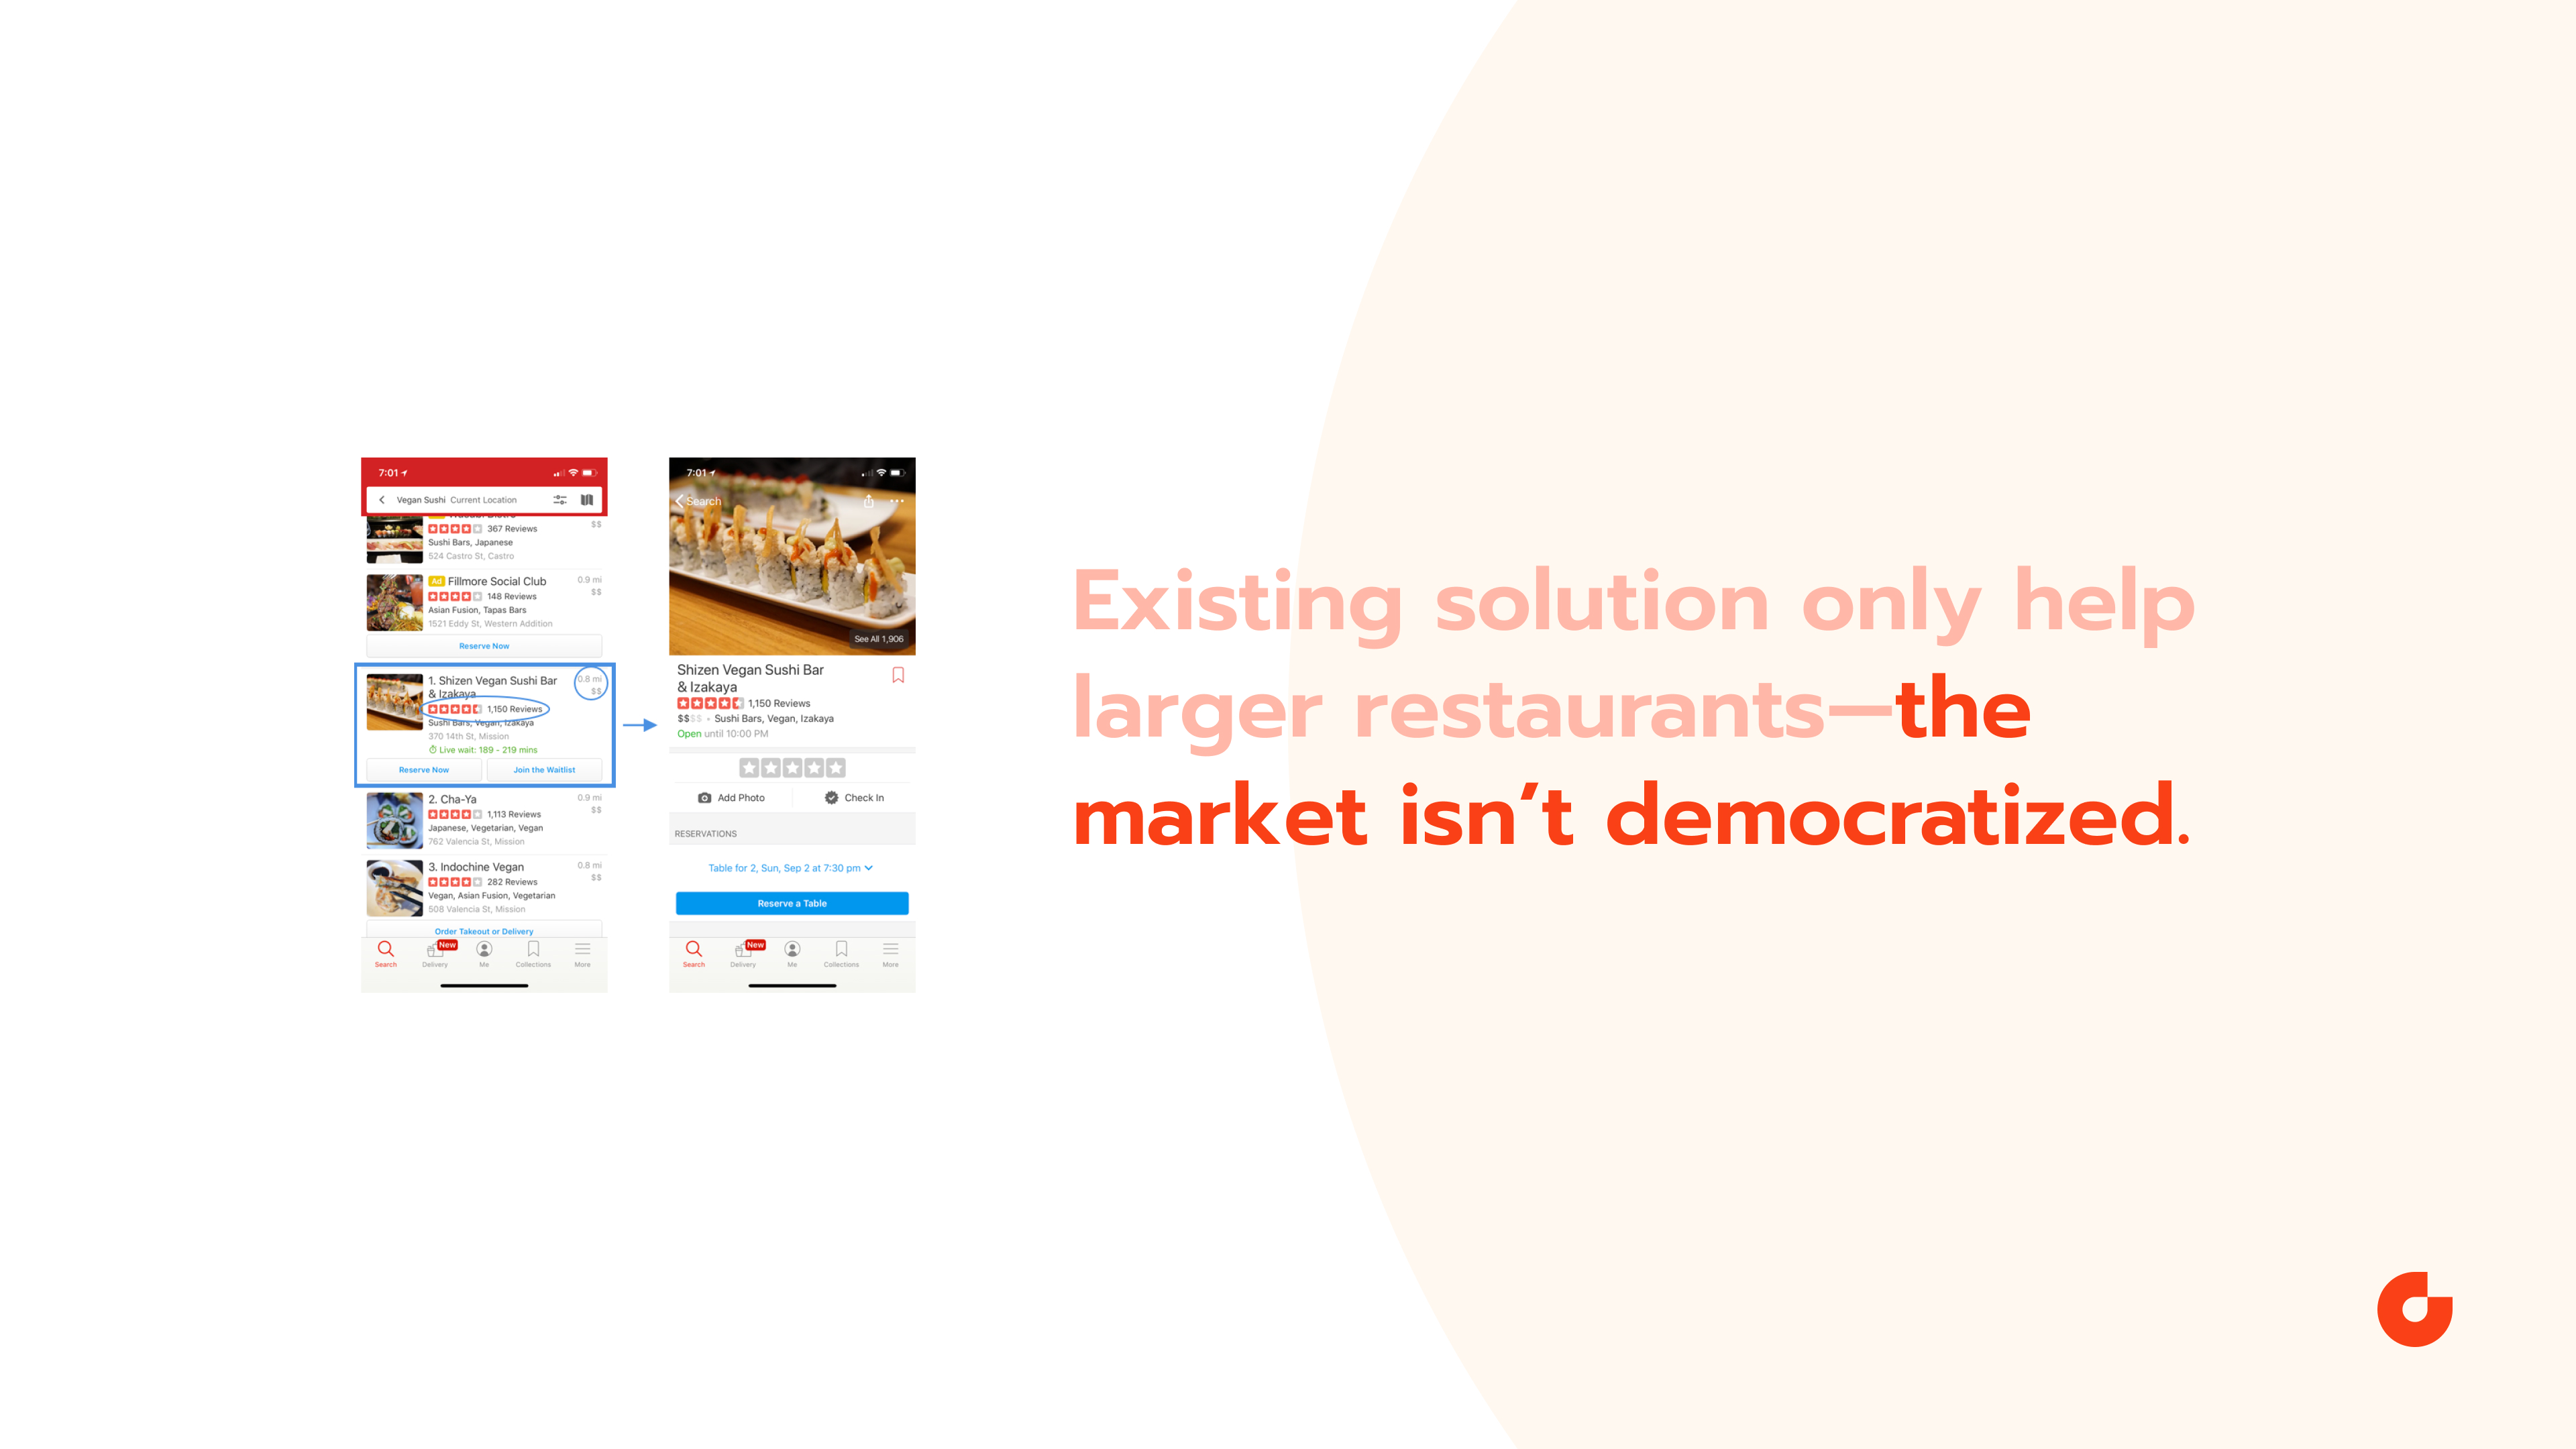 7:01
Vegan Sushi Current Location
367 Reviews
$$
Sushi Bars, Japanese
524 Castro St, Castro
Ad Fillmore Social Club
0.9 mi
148 Reviews
$$
Asian Fusion, Tapas Bars
1521 Eddy St, Western Addition
Reserve Now
1. Shizen Vegan Sushi Bar
& Izakaya
0.8 mi
$$
1,150 Reviews
Sushi Bars, Vegan, Izakaya
370 14th St, Mission
Live wait: 189 - 219 mins
Reserve Now
Join the Waitlist
2. Cha-Ya
0.9 mi
1,113 Reviews
$$
Japanese, Vegetarian, Vegan
762 Valencia St, Mission
3. Indochine Vegan
0.8 mi
282 Reviews
$$
Vegan, Asian Fusion, Vegetarian
508 Valencia St, Mission
Order Takeout or Delivery
New
Search
Delivery
Me
Collections
More
7:01
Search
See All 1,906
Shizen Vegan Sushi Bar
& Izakaya
1,150 Reviews
$$$$ • Sushi Bars, Vegan, Izakaya
Open until 10:00 PM
Add Photo
Check In
RESERVATIONS
Table for 2, Sun, Sep 2 at 7:30 pm
Reserve a Table
New
Search
Delivery
Me
Collections
More
Existing solution only help
larger restaurants—the
market isn’t democratized.